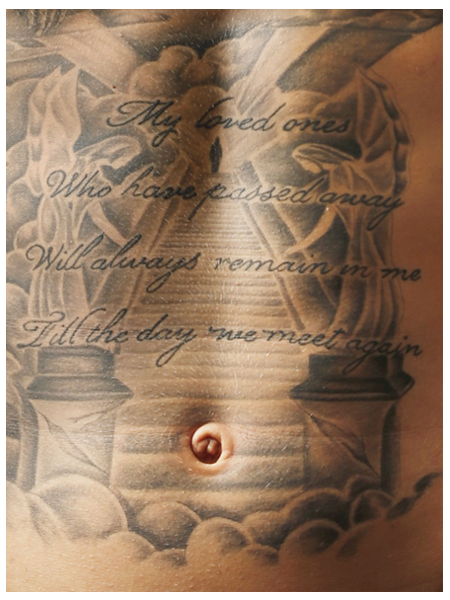 My loved ones
Who have passed away
Will always remain in me
Till the day we meet again